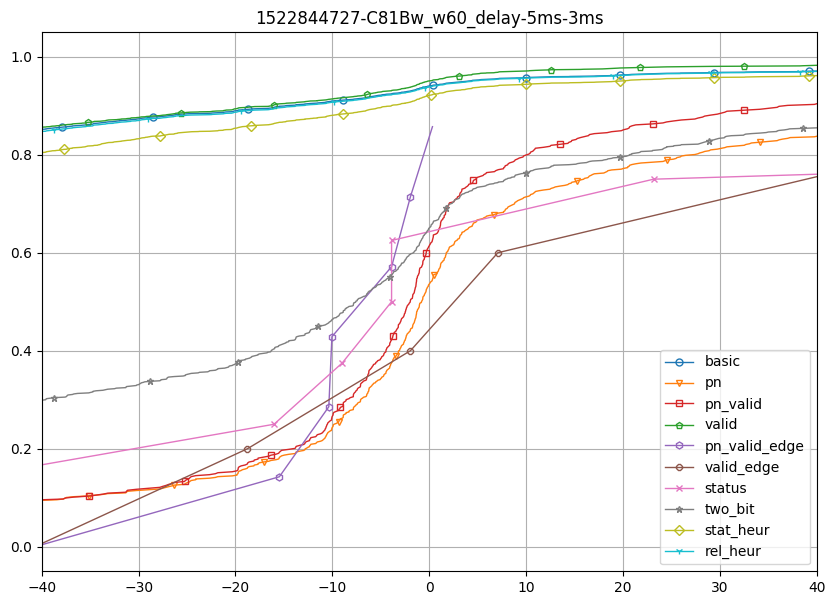 1522844727-C81Bw_w60_delay-5ms-3ms
1.0
0.8
0.6
0.4
0.2
0.0
basic
pn
pn_valid
valid
pn_valid_edge
valid_edge
status
two_bit
stat_heur
rel_heur
−40 −30 −20 −10 0 10 20 30 40